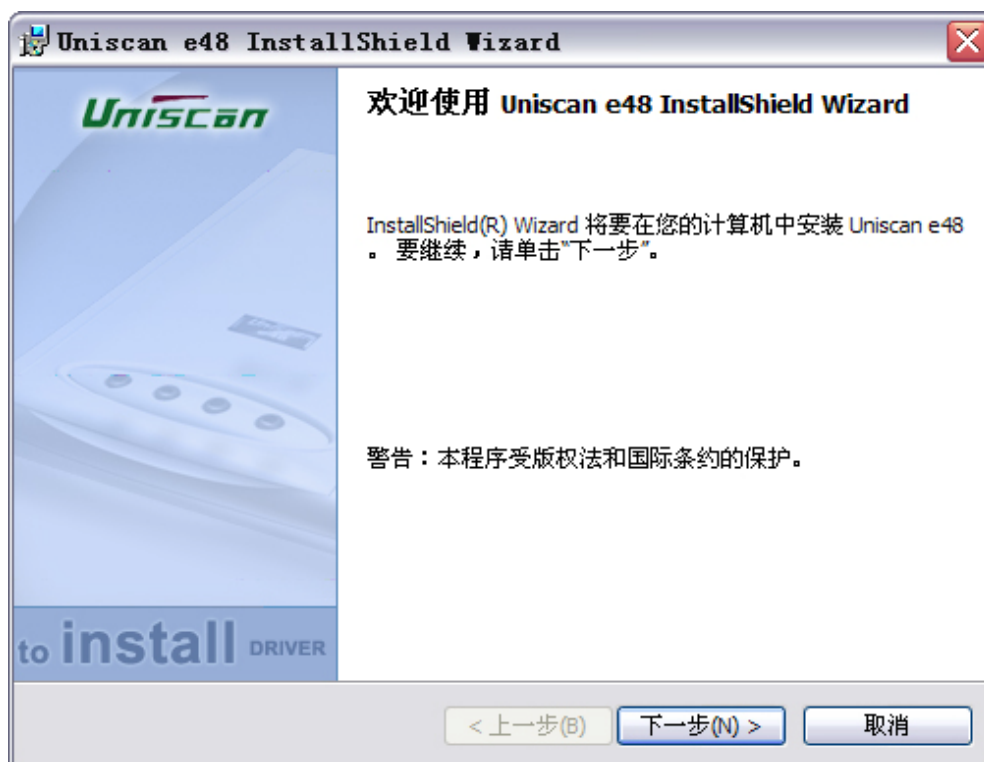 Uniscan e48 InstallShield Wizard
Uniscan
欢迎使用 Uniscan e48 InstallShield Wizard
InstallShield(R) Wizard 将要在您的计算机中安装 Uniscan e48
。 要继续，请单击“下一步”。
警告：本程序受版权法和国际条约的保护。
to install DRIVER
< 上一步(B)
下一步(N) >
取消